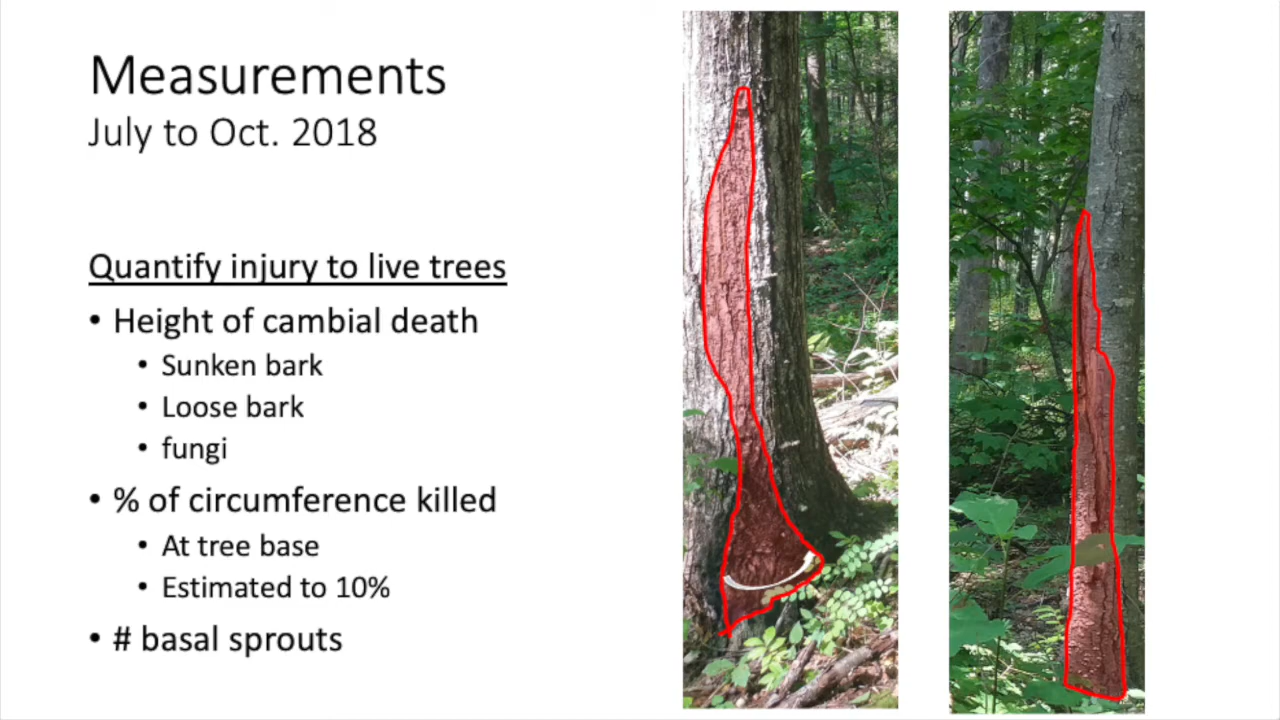 Measurements
July to Oct. 2018
Quantify injury to live trees
• Height of cambial death
• Sunken bark
• Loose bark
• fungi
• % of circumference killed
• At tree base
• Estimated to 10%
• # basal sprouts